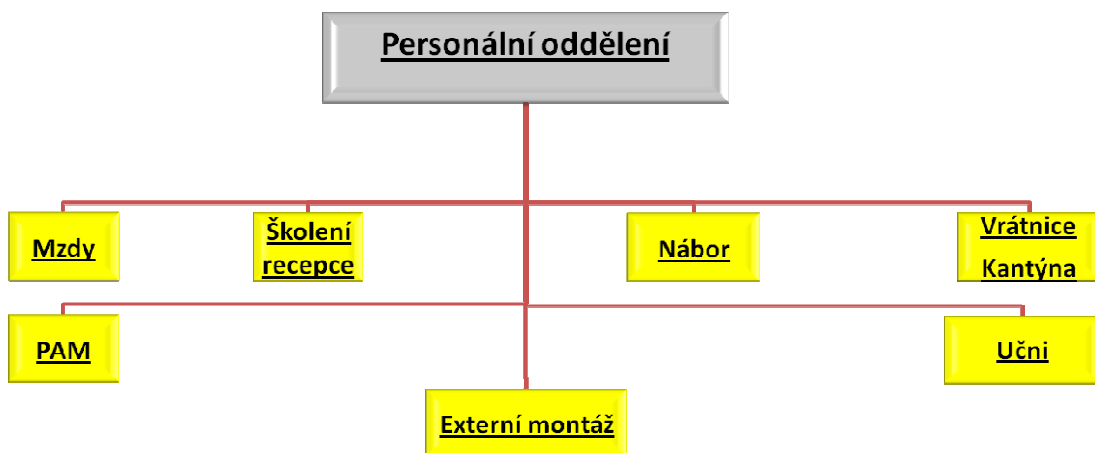 Personální oddělení
Mzdy
Školení
recepce
Nábor
Vrátnice
Kantýna
PAM
Učni
Externí montáž